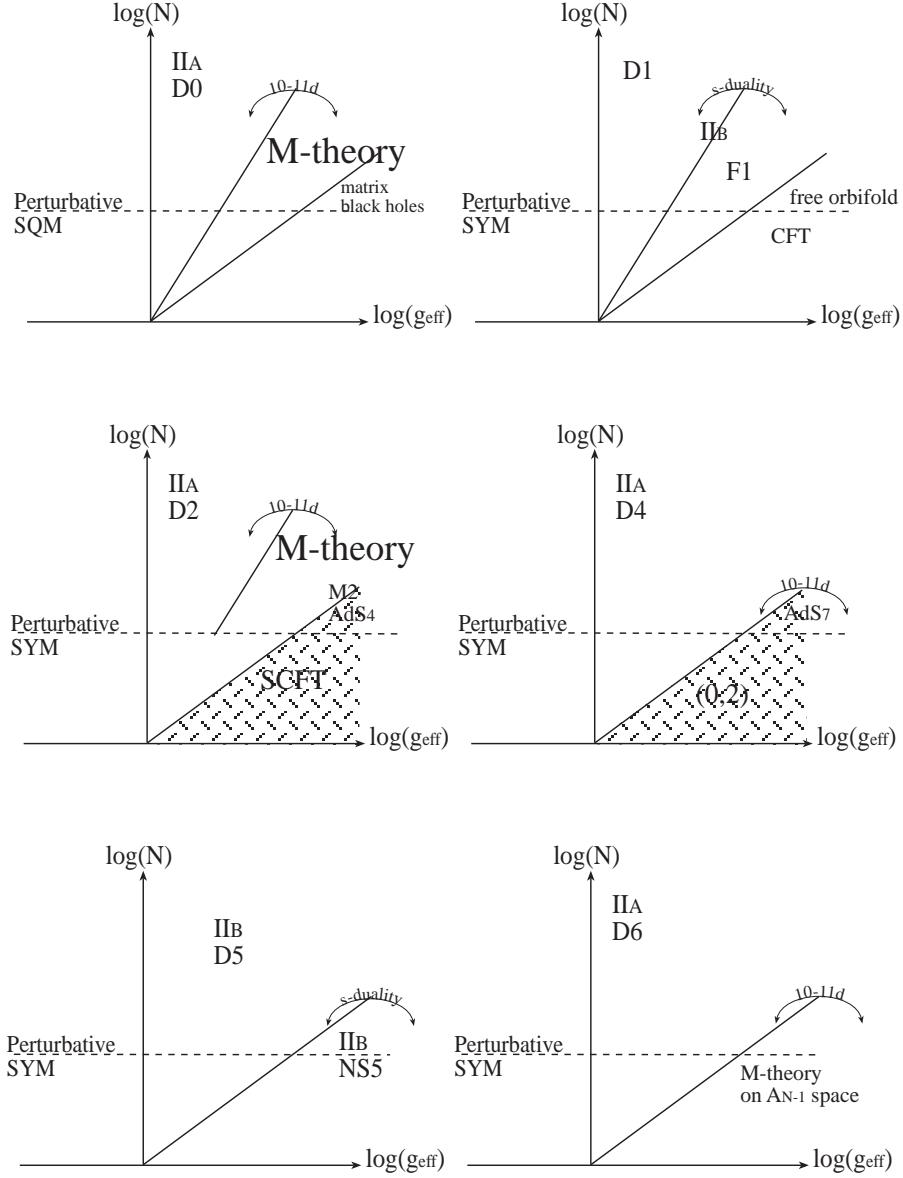 log(N)
IIA
D0
10-11d
M-theory
matrix
black holes
Perturbative
SQM
log(geff)
log(N)
D1
s-duality
IIB
F1
free orbifold
CFT
Perturbative
SYM
log(geff)
log(N)
IIA
D2
10-11d
M-theory
M2
AdS4
Perturbative
SYM
SCFT
log(geff)
log(N)
IIA
D4
10-11d
AdS7
Perturbative
SYM
(0,2)
log(geff)
log(N)
IIB
D5
s-duality
IIB
NS5
Perturbative
SYM
log(geff)
log(N)
IIA
D6
10-11d
Perturbative
SYM
M-theory
on AN-1 space
log(geff)